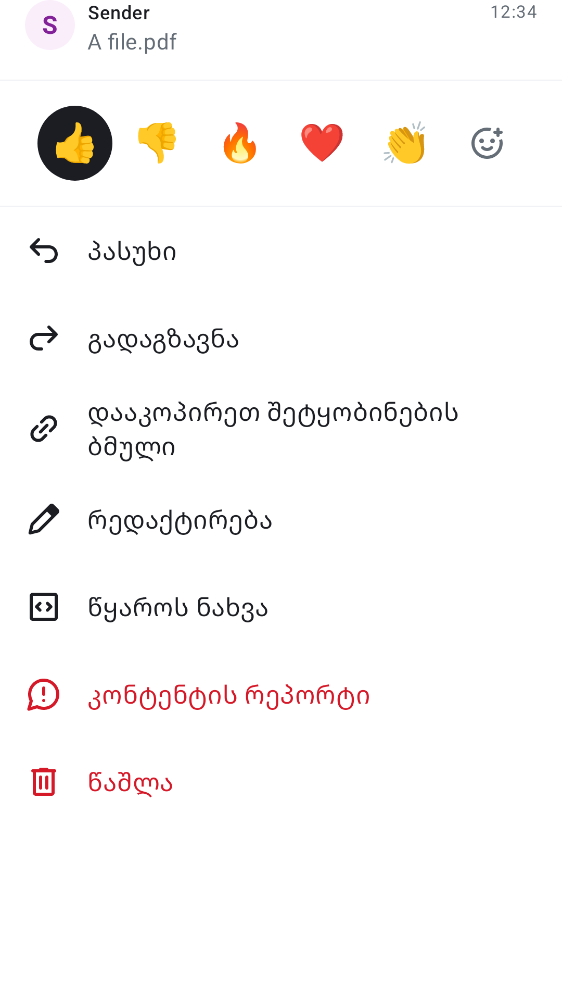 S
Sender
12:34
A file.pdf
პასუხი
გადაგზავნა
დააკოპირეთ შეტყობინების
ბმული
რედაქტირება
წყაროს ნახვა
კონტენტის რეპორტი
წაშლა